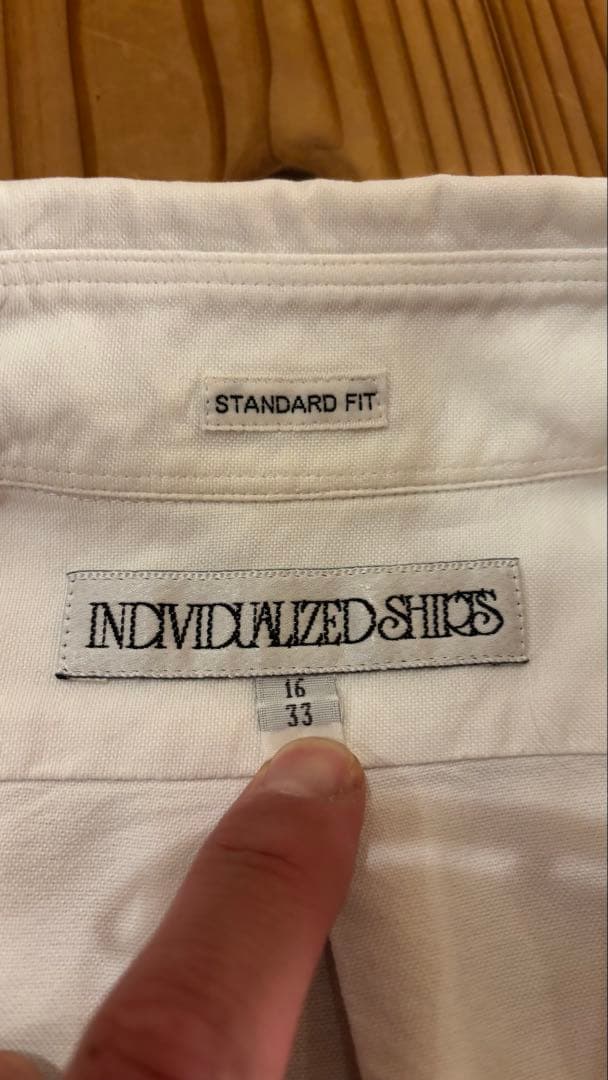 STANDARD FIT
INDIVIDUALIZED SHIRTS
16
33